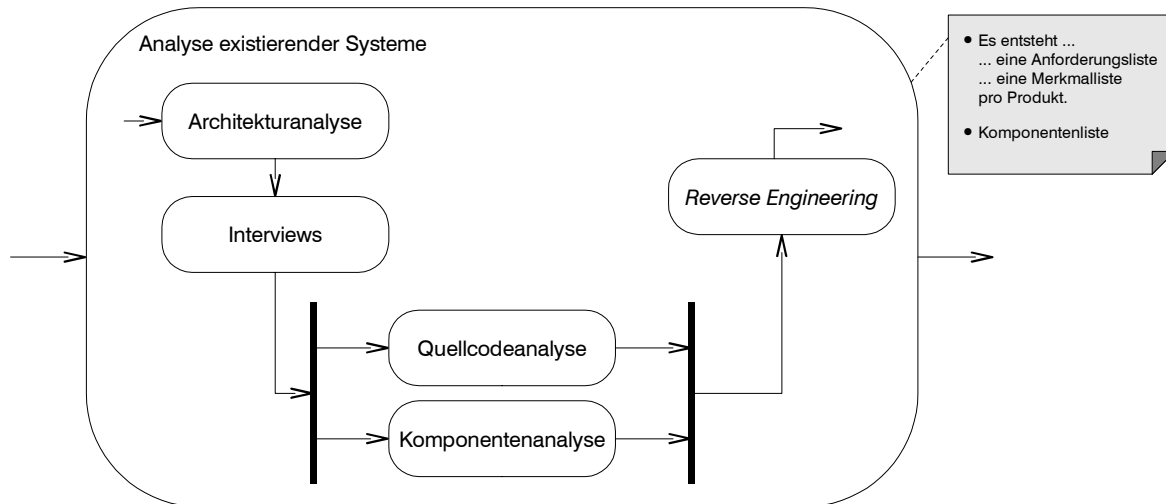 Analyse existierender Systeme
Architekturanalyse
Interviews
Quellcodeanalyse
Komponentenanalyse
Reverse Engineering
• Es entsteht ...
... eine Anforderungsliste
... eine Merkmalliste
pro Produkt.
• Komponentenliste